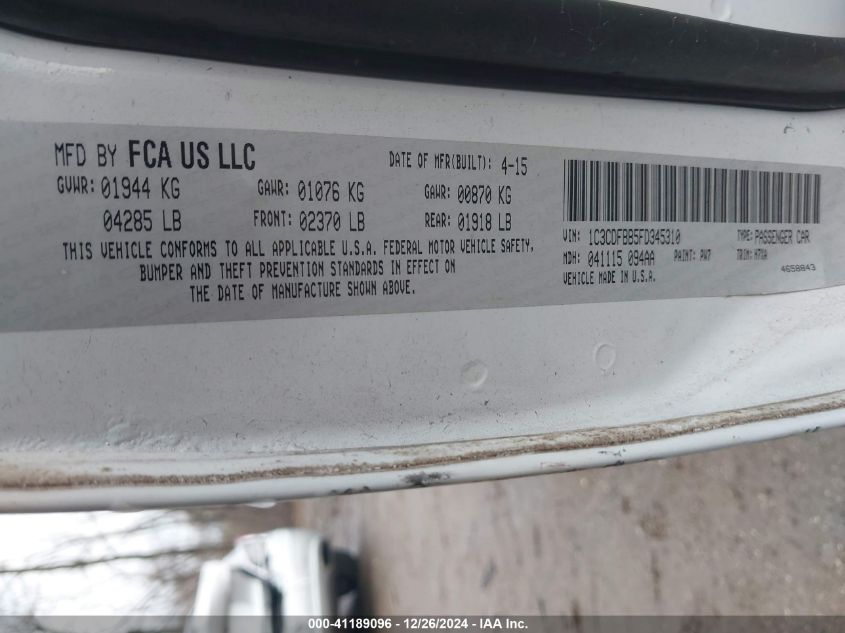 MFD BY FCA US LLC DATE OF MFR(BUILT): 4-15
GVWR: 01944 KG GAWR: 01076 KG GAWR: 00870 KG
04285 LB FRONT: 02370 LB REAR: 01918 LB
THIS VEHICLE CONFORMS TO ALL APPLICABLE U.S.A. FEDERAL MOTOR VEHICLE SAFETY,
BUMPER AND THEFT PREVENTION STANDARDS IN EFFECT ON
THE DATE OF MANUFACTURE SHOWN ABOVE.
VIN: 1C3CDFBB5FD345310 TYPE: PASSENGER CAR
MDH: 041115 094AA PAINT: PW7 TRIM: H7XA
VEHICLE MADE IN U.S.A. 4658843
000-41189096 - 12/26/2024 - IAA Inc.